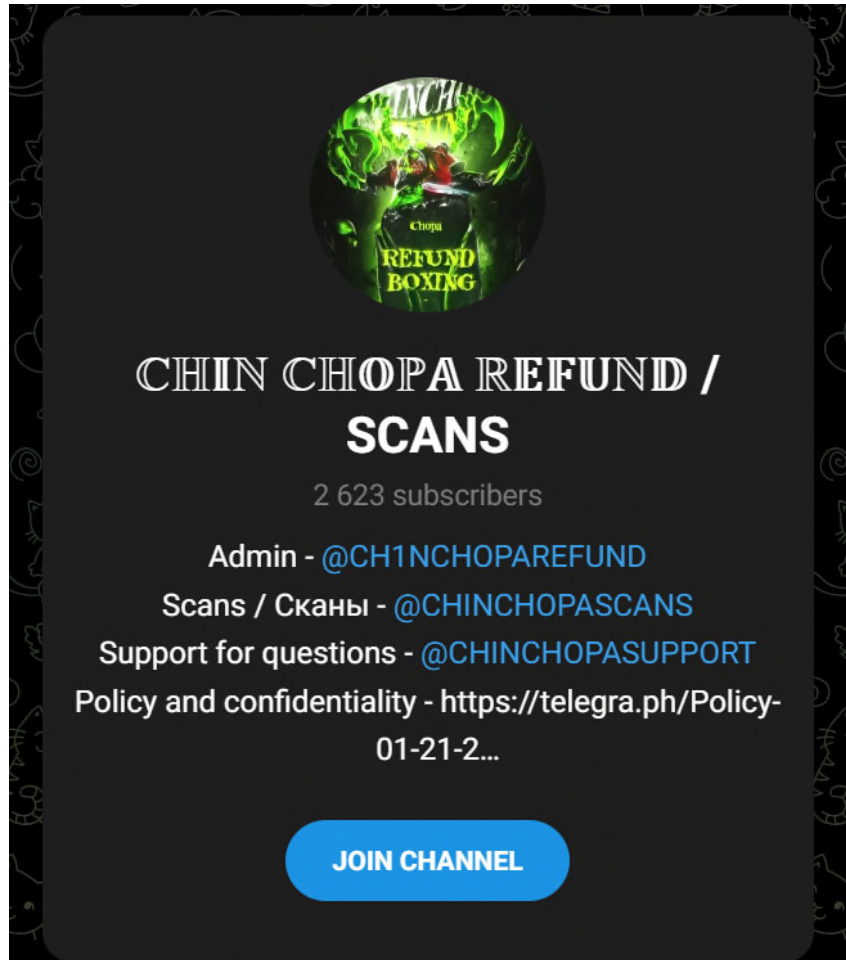 CHINCH
Chopa
REFUND
BOXING
ℂℍ𝕀ℕ ℂℍ𝕆ℙ𝔸 ℝ𝔼𝔽𝕌ℕ𝔻 /
SCANS
2 623 subscribers
Admin - @CH1NCHOPAREFUND
Scans / Сканы - @CHINCHOPASCANS
Support for questions - @CHINCHOPASUPPORT
Policy and confidentiality - https://telegra.ph/Policy-
01-21-2…
JOIN CHANNEL